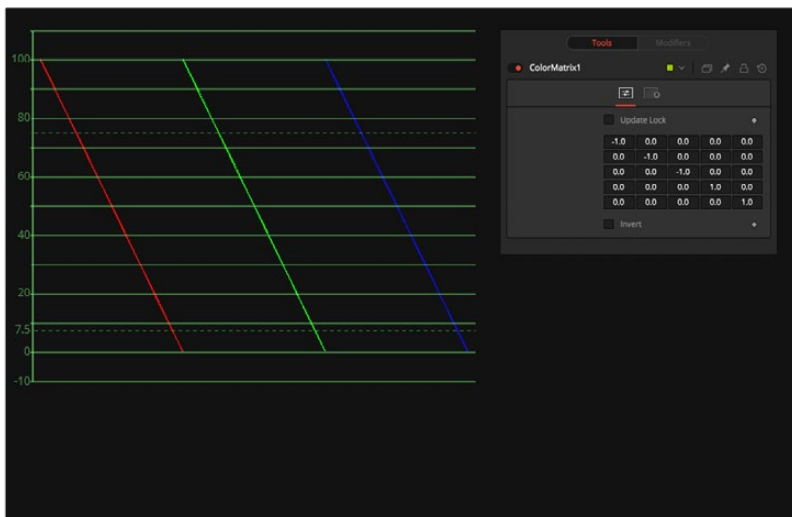 100
80
60
40
20
7.5
0
-10
Tools Modifiers
ColorMatrix1
Update Lock
-1.0 0.0 0.0 0.0 0.0
0.0 -1.0 0.0 0.0 0.0
0.0 0.0 -1.0 0.0 0.0
0.0 0.0 0.0 1.0 0.0
0.0 0.0 0.0 0.0 1.0
Invert